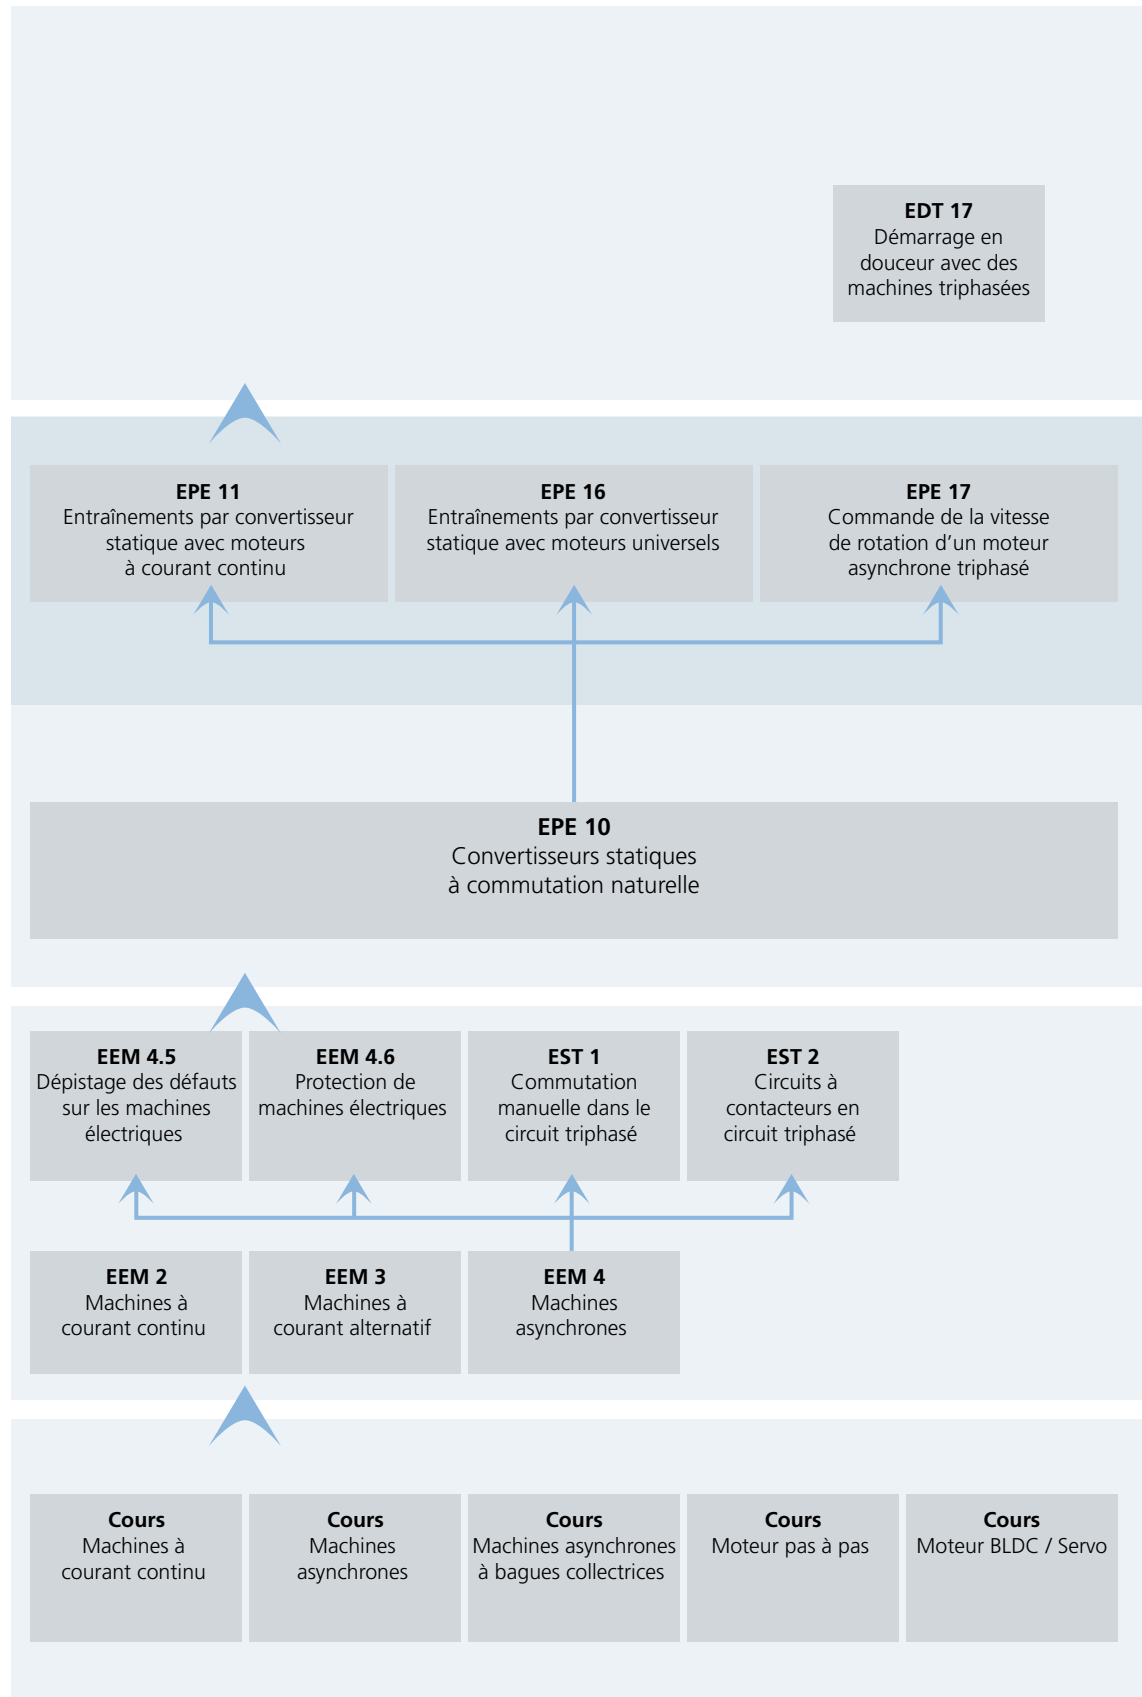 EDT 17
Démarrage en
douceur avec des
machines triphasées
EPE 11
Entraînements par convertisseur
statique avec moteurs
à courant continu
EPE 16
Entraînements par convertisseur
statique avec moteurs universels
EPE 17
Commande de la vitesse
de rotation d’un moteur
asynchrone triphasé
EPE 10
Convertisseurs statiques
à commutation naturelle
EEM 4.5
Dépistage des défauts
sur les machines
électriques
EEM 4.6
Protection de
machines électriques
EST 1
Commutation
manuelle dans le
circuit triphasé
EST 2
Circuits à
contacteurs en
circuit triphasé
EEM 2
Machines à
courant continu
EEM 3
Machines à
courant alternatif
EEM 4
Machines
asynchrones
Cours
Machines à
courant continu
Cours
Machines
asynchrones
Cours
Machines asynchrones
à bagues collectrices
Cours
Moteur pas à pas
Cours
Moteur BLDC / Servo